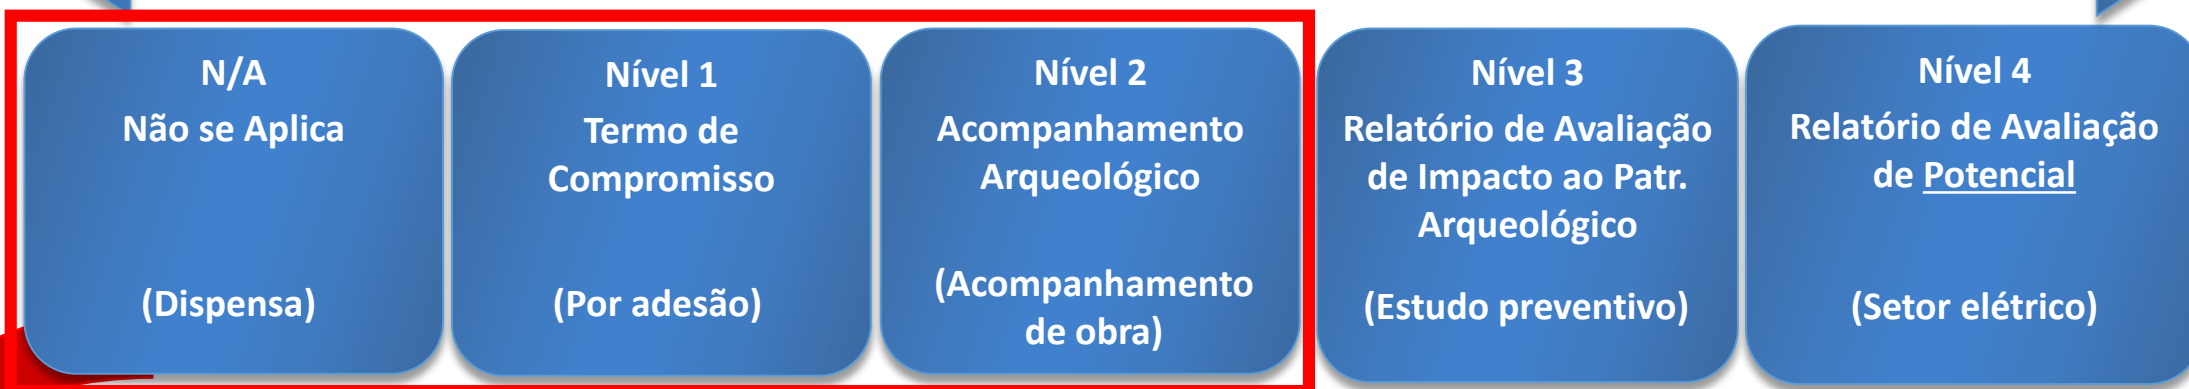 N/A
Não se Aplica
(Dispensa)
Nível 1
Termo de
Compromisso
(Por adesão)
Nível 2
Acompanhamento
Arqueológico
(Acompanhamento
de obra)
Nível 3
Relatório de Avaliação
de Impacto ao Patr.
Arqueológico
(Estudo preventivo)
Nível 4
Relatório de Avaliação
de Potencial
(Setor elétrico)